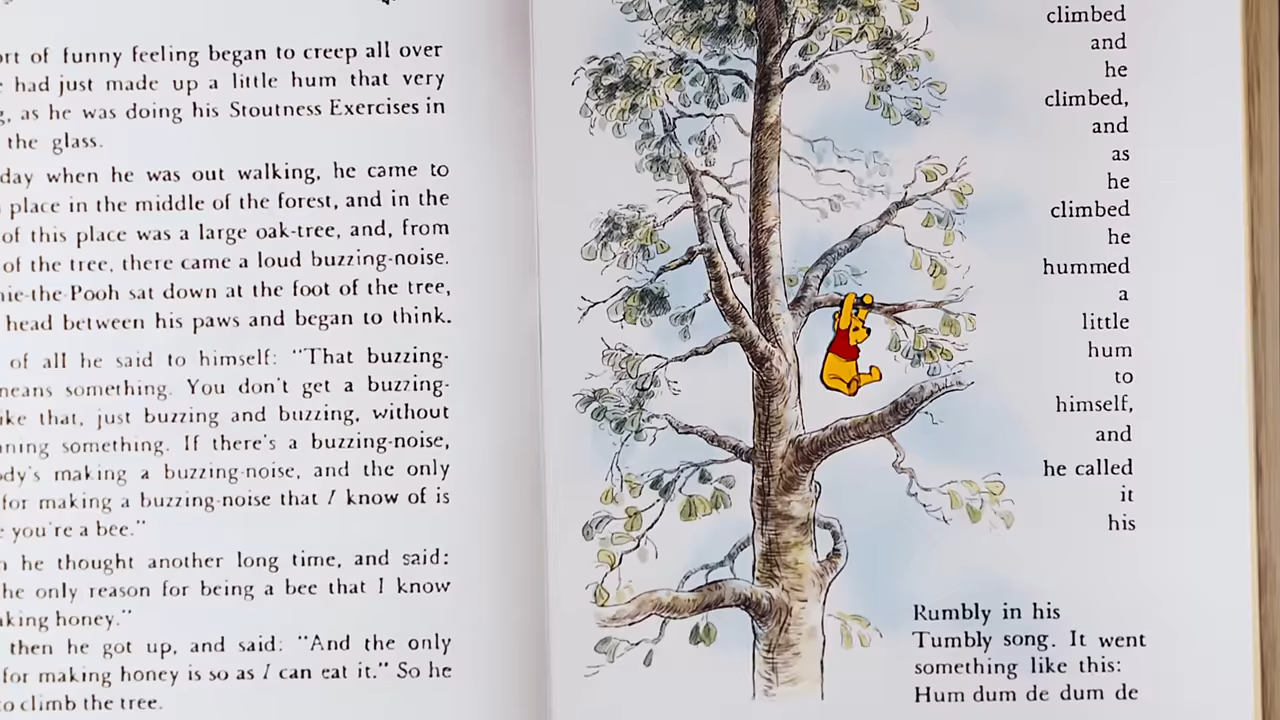 of funny feeling began to creep all over
had just made up a little hum that very
as he was doing his Stoutness Exercises in
the glass.
day when he was out walking, he came to
place in the middle of the forest, and in the
of this place was a large oak-tree, and, from
of the tree, there came a loud buzzing-noise.
nie-the-Pooh sat down at the foot of the tree,
head between his paws and began to think.
of all he said to himself: "That buzzing-
means something. You don't get a buzzing-
like that, just buzzing and buzzing, without
something. If there's a buzzing-noise,
making a buzzing-noise, and the only
for making a buzzing-noise that I know of is
you're a bee."
he thought another long time, and said:
he only reason for being a bee that I know
aking honey."
then he got up, and said: "And the only
for making honey is so as I can eat it." So he
to climb the tree.
climbed
and
he
climbed,
and
as
he
climbed
he
hummed
a
little
hum
to
himself,
and
he called
it
his
Rumbly in his
Tumbly song. It went
something like this:
Hum dum de dum de